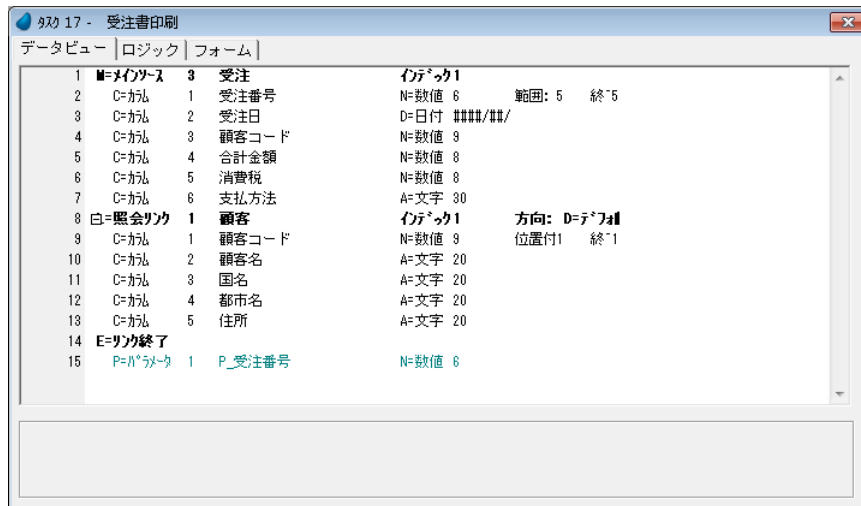 ﾀｽｸ 17 - 受注書印刷
データビュー ロジック フォーム
1 M=ﾒｲﾝｿｰｽ 3 受注 ｲﾝﾃﾞｯｸ1
2 C=ｶﾗﾑ 1 受注番号 N=数値 6 範囲: 5 終~5
3 C=ｶﾗﾑ 2 受注日 D=日付 ####/##/
4 C=ｶﾗﾑ 3 顧客コード N=数値 9
5 C=ｶﾗﾑ 4 合計金額 N=数値 8
6 C=ｶﾗﾑ 5 消費税 N=数値 8
7 C=ｶﾗﾑ 6 支払方法 A=文字 30
8 =照会ﾘﾝｸ 1 顧客 ｲﾝﾃﾞｯｸ1 方向: D=ﾃﾞﾌｫﾙ
9 C=ｶﾗﾑ 1 顧客コード N=数値 9 位置付1 終~1
10 C=ｶﾗﾑ 2 顧客名 A=文字 20
11 C=ｶﾗﾑ 3 国名 A=文字 20
12 C=ｶﾗﾑ 4 都市名 A=文字 20
13 C=ｶﾗﾑ 5 住所 A=文字 20
14 E=ﾘﾝｸ終了
15 P=ﾊﾟﾗﾒｰﾀ 1 P_受注番号 N=数値 6